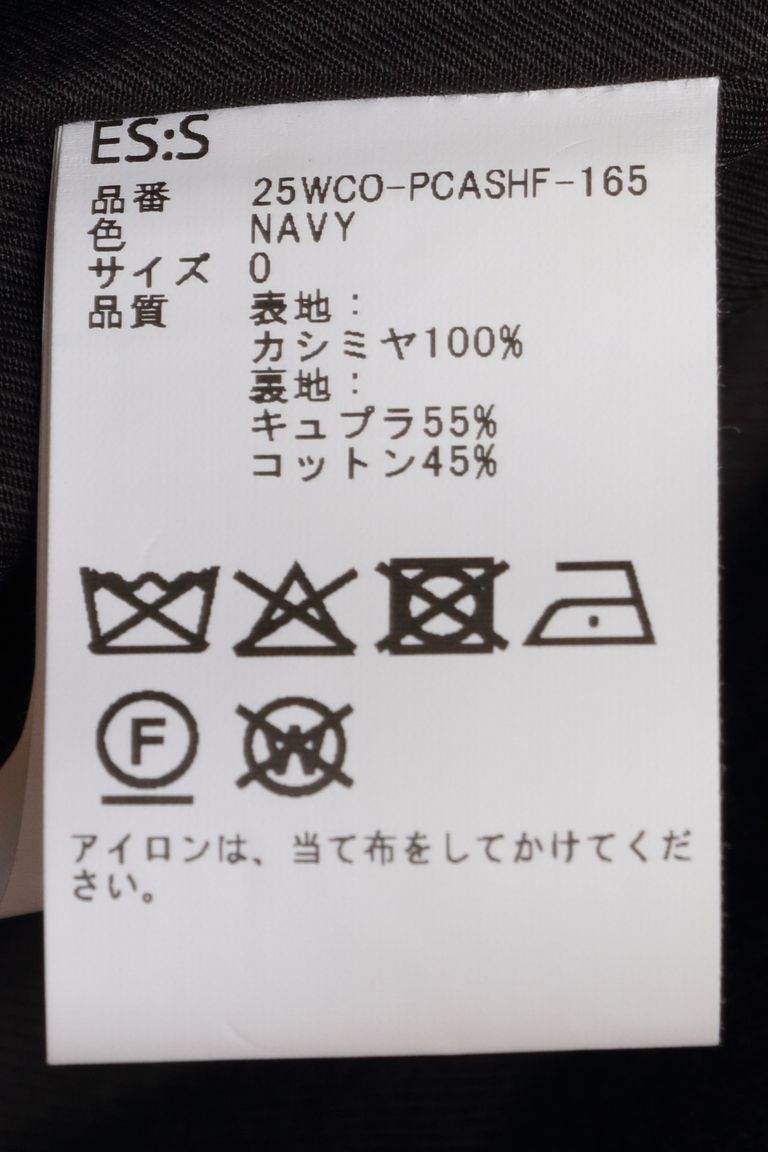 ES:S
品番 25WCO-PCASHF-165
色 NAVY
サイズ 0
品質 表地：
カシミヤ100%
裏地：
キュプラ55%
コットン45%
F W
アイロンは、当て布をしてかけてくだ
さい。